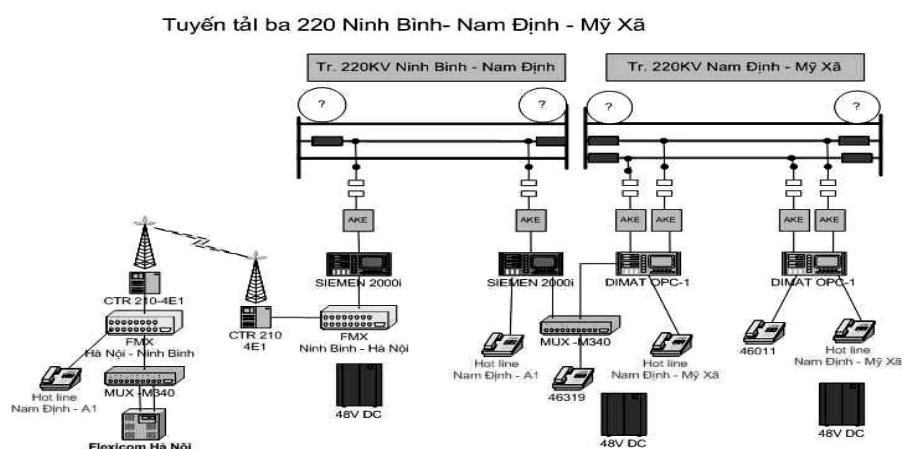 Tuyến tải ba 220 Ninh Bình- Nam Định - Mỹ Xã
Tr. 220KV Ninh Bình - Nam Định
Tr. 220KV Nam Định - Mỹ Xã
?
?
?
?
AKE
AKE
AKE
AKE
AKE
AKE
SIEMEN 2000i
SIEMEN 2000i
DIMAT OPC-1
DIMAT OPC-1
CTR 210-4E1
FMX
Hà Nội - Ninh Bình
CTR 210
4E1
FMX
Ninh Bình - Hà Nội
MUX -M340
Hot line
Nam Định - A1
MUX -M340
Hot line
Nam Định - A1
46319
Hot line
Nam Định - Mỹ Xã
46011
Hot line
Nam Định - Mỹ Xã
48V DC
48V DC
48V DC
Flexicom Hà Nội